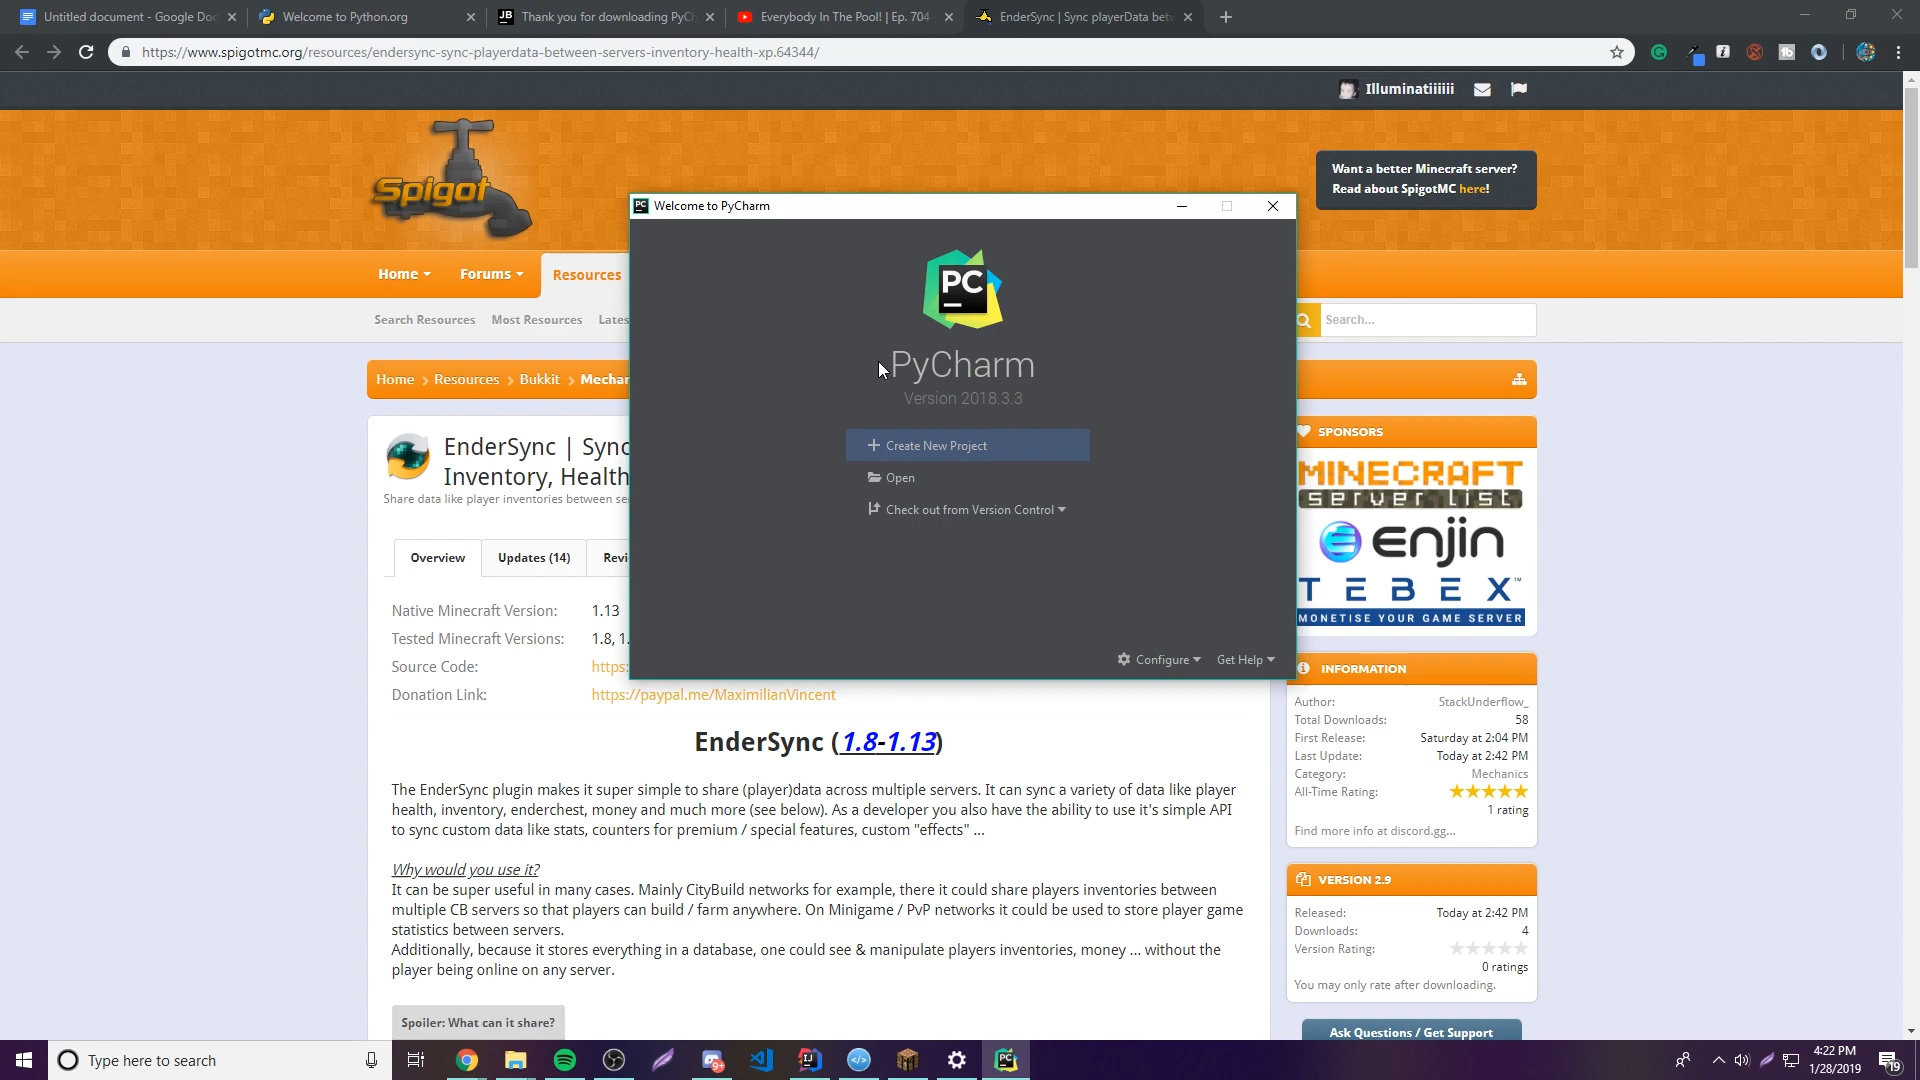 Untitled document - Google Doc
Welcome to Python.org
Thank you for downloading PyCh
Everybody In The Pool! | Ep. 704
EnderSync | Sync playerData betw
https://www.spigotmc.org/resources/endersync-sync-playerdata-between-servers-inventory-health-xp.64344/
Illuminatiiiiii
Spigot
Want a better Minecraft server?
Read about SpigotMC here!
Home
Forums
Resources
Search Resources
Most Resources
Lates
Search...
Home
Resources
Bukkit
Mechan
EnderSync | Sync
Inventory, Health
Share data like player inventories between se
Overview
Updates (14)
Revi
Native Minecraft Version:
1.13
Tested Minecraft Versions:
1.8, 1.
Source Code:
https:
Donation Link:
https://paypal.me/MaximilianVincent
PC Welcome to PyCharm
PC
PyCharm
Version 2018.3.3
Create New Project
Open
Check out from Version Control
Configure
Get Help
EnderSync (1.8-1.13)
The EnderSync plugin makes it super simple to share (player)data across multiple servers. It can sync a variety of data like player
health, inventory, enderchest, money and much more (see below). As a developer you also have the ability to use it's simple API
to sync custom data like stats, counters for premium / special features, custom "effects" ...
Why would you use it?
It can be super useful in many cases. Mainly CityBuild networks for example, there it could share players inventories between
multiple CB servers so that players can build / farm anywhere. On Minigame / PvP networks it could be used to store player game
statistics between servers.
Additionally, because it stores everything in a database, one could see & manipulate players inventories, money ... without the
player being online on any server.
Spoiler: What can it share?
SPONSORS
MINECRAFT
server list
enjin
TEBEX™
MONETISE YOUR GAME SERVER
INFORMATION
Author:
StackUnderflow_
Total Downloads:
58
First Release:
Saturday at 2:04 PM
Last Update:
Today at 2:42 PM
Category:
Mechanics
All-Time Rating:
1 rating
Find more info at discord.gg...
VERSION 2.9
Released:
Today at 2:42 PM
Downloads:
4
Version Rating:
0 ratings
You may only rate after downloading.
Ask Questions / Get Support
Type here to search
4:22 PM
1/28/2019
19